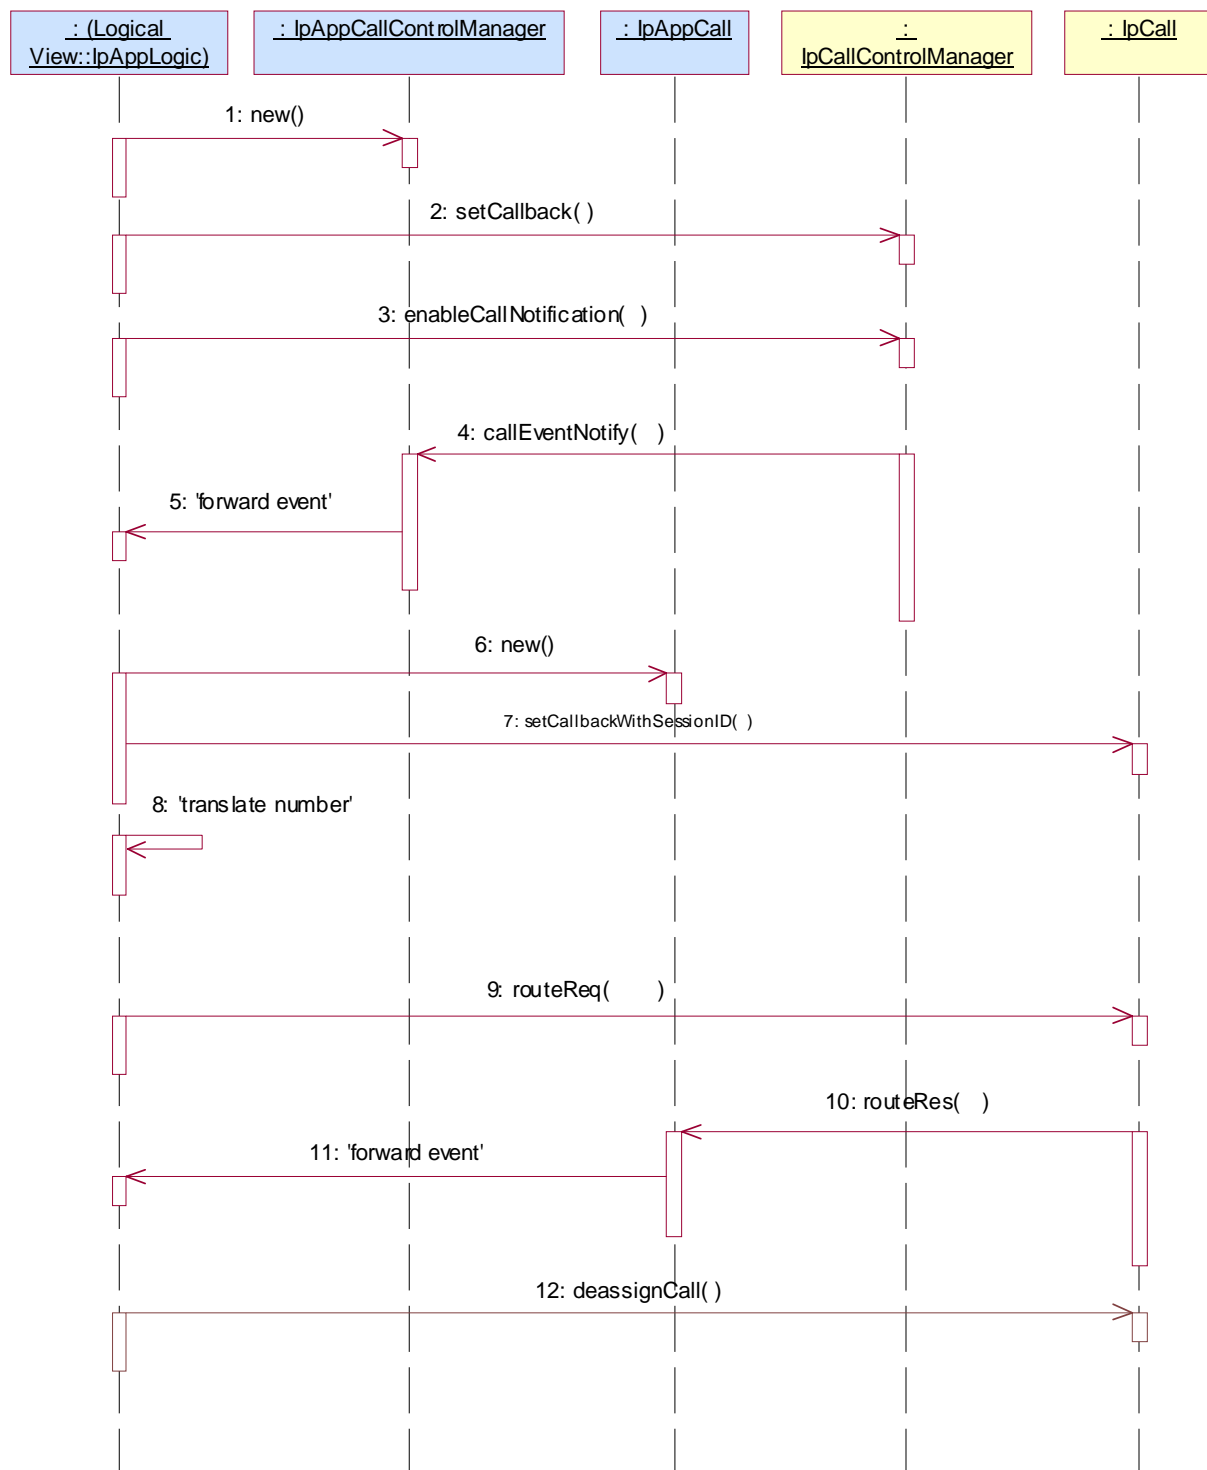 : (Logical
View::IpAppLogic)
: IpAppCallControlManager
: IpAppCall
:
IpCallControlManager
: IpCall
1: new()
2: setCallback( )
3: enableCallNotification(  )
4: callEventNotify(   )
5: 'forward event'
6: new()
7: setCallbackWithSessionID(  )
8: 'translate number'
9: routeReq(        )
10: routeRes(   )
11: 'forward event'
12: deassignCall( )